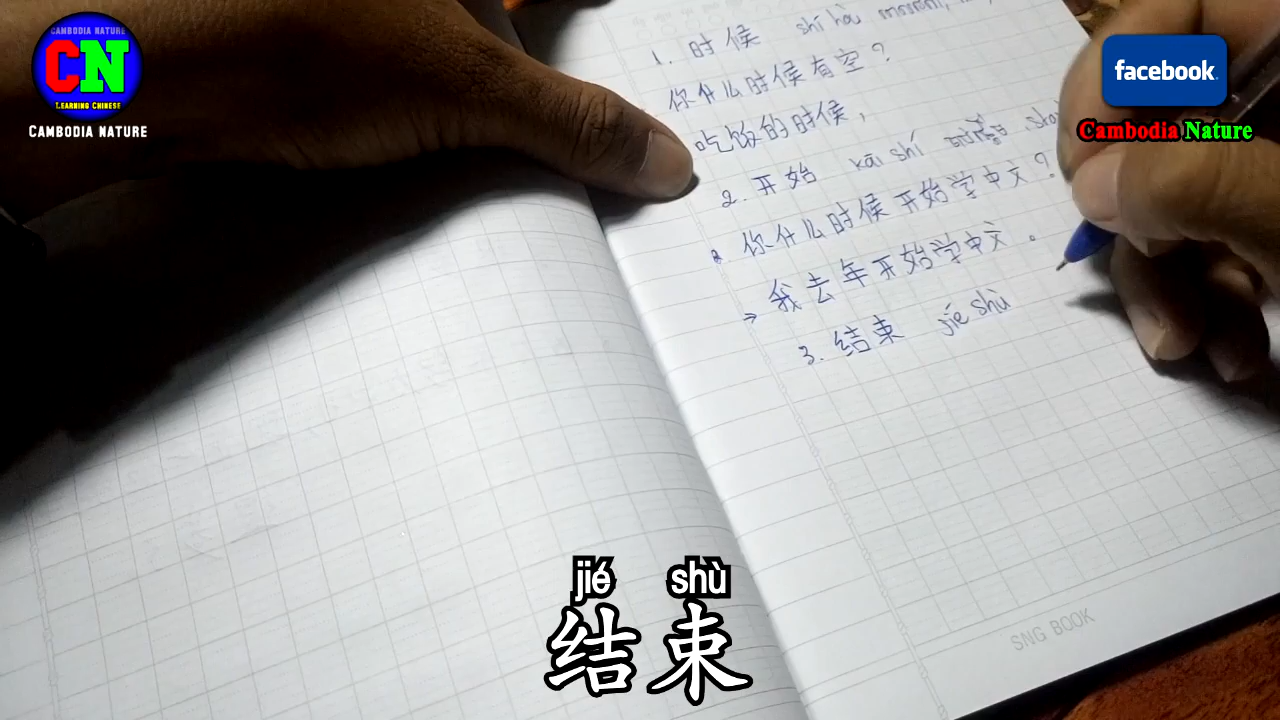 CAMBODIA NATURE
CN
LEARNING CHINESE
CAMBODIA NATURE
facebook
Cambodia Nature
1. 时候 shí hòu
你什么时候有空?
吃饭的时候,
2. 开始 kāi shǐ
你什么时候开始学中文?
→ 我去年开始学中文。
3. 结束 jié shù
SNG BOOK
jié shù
结束